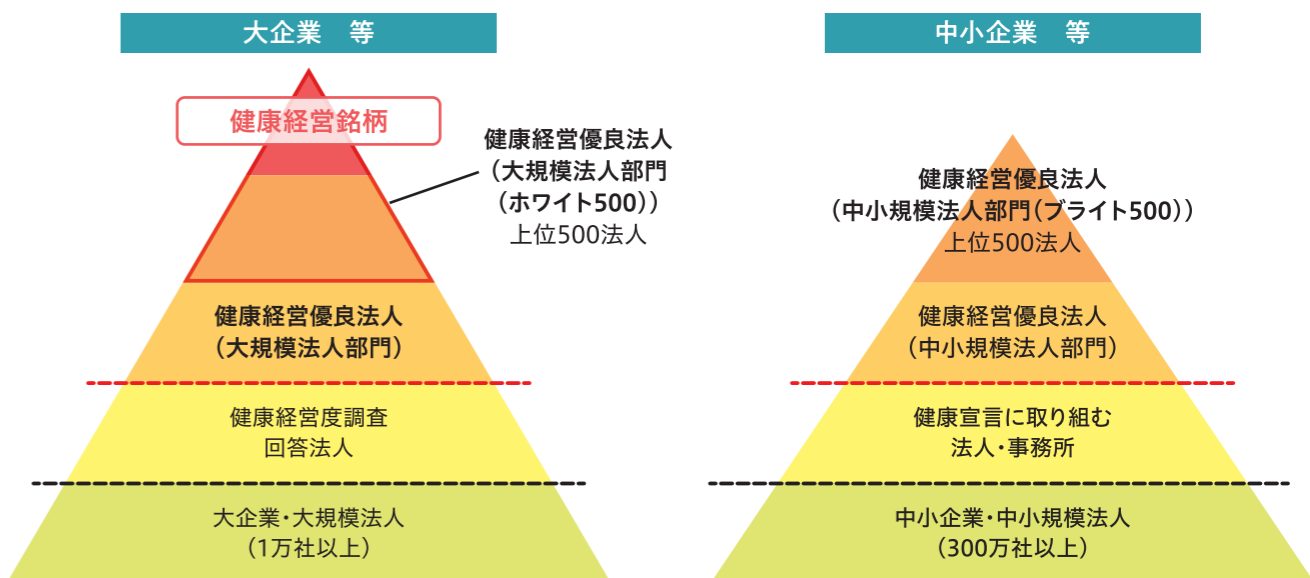 大企業　等
健康経営銘柄
健康経営優良法人
（大規模法人部門
（ホワイト500））
上位500法人
健康経営優良法人
（大規模法人部門）
健康経営度調査
回答法人
大企業・大規模法人
（1万社以上）
中小企業　等
健康経営優良法人
（中小規模法人部門（ブライト500））
上位500法人
健康経営優良法人
（中小規模法人部門）
健康宣言に取り組む
法人・事務所
中小企業・中小規模法人
（300万社以上）